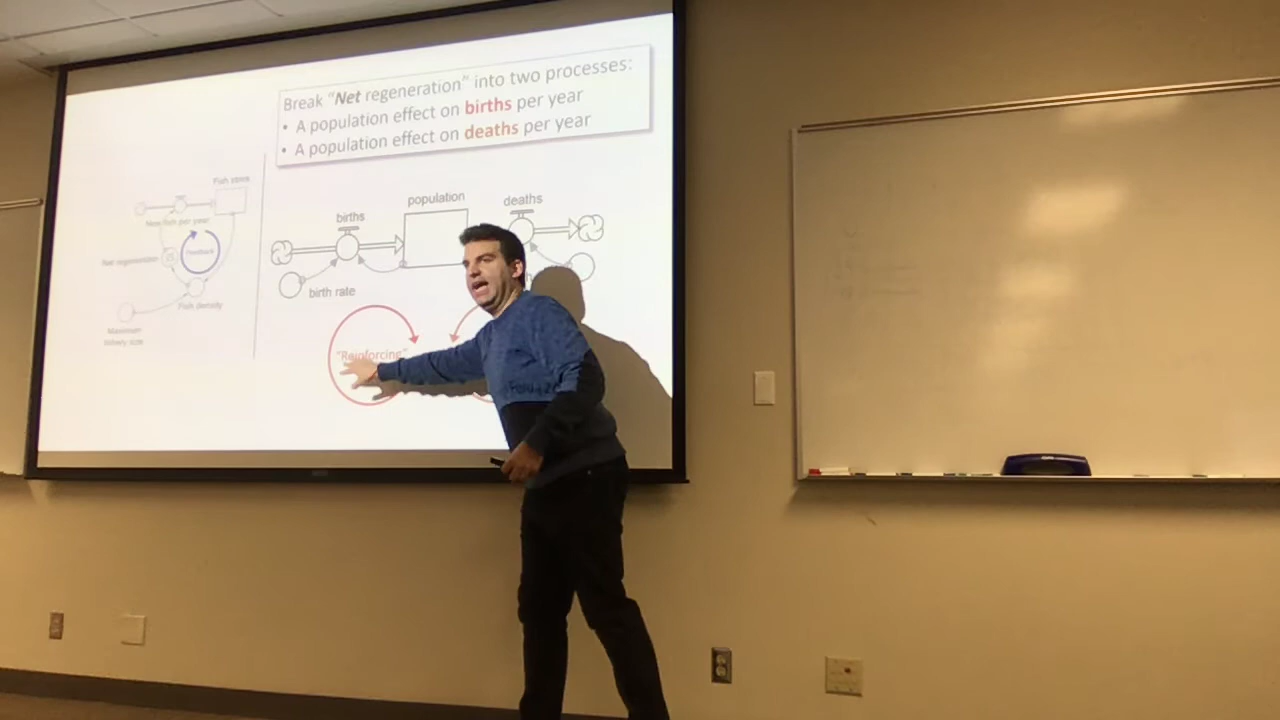 Break “Net regeneration” into two processes:
• A population effect on births per year
• A population effect on deaths per year
Fish stock
New fish per year
Feedback
Net regeneration
Fish density
Maximum
fishery size
population
births
deaths
birth rate
“Reinforcing”